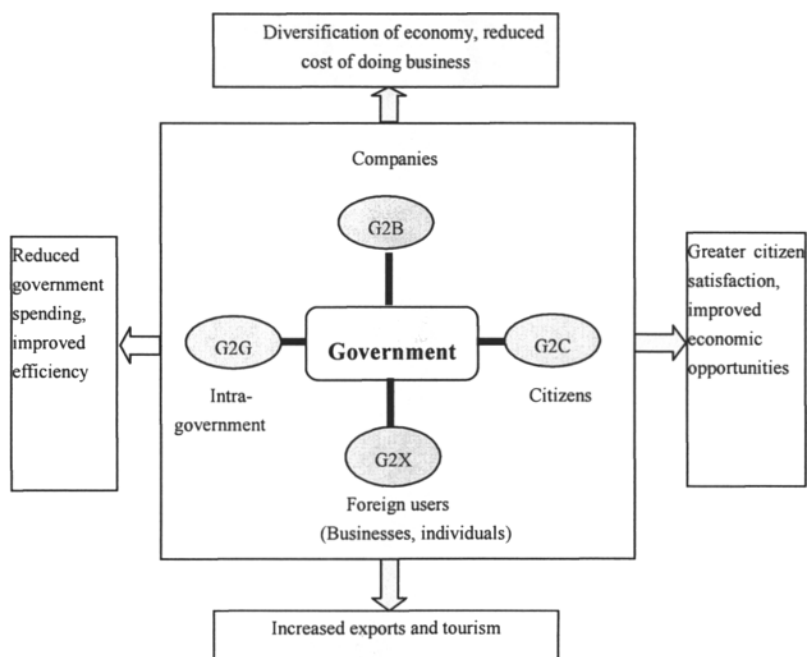 Diversification of economy, reduced
cost of doing business
Companies
G2B
Reduced
government
spending,
improved
efficiency
G2G
Intra-
government
Government
G2C
Citizens
Greater citizen
satisfaction,
improved
economic
opportunities
G2X
Foreign users
(Businesses, individuals)
Increased exports and tourism